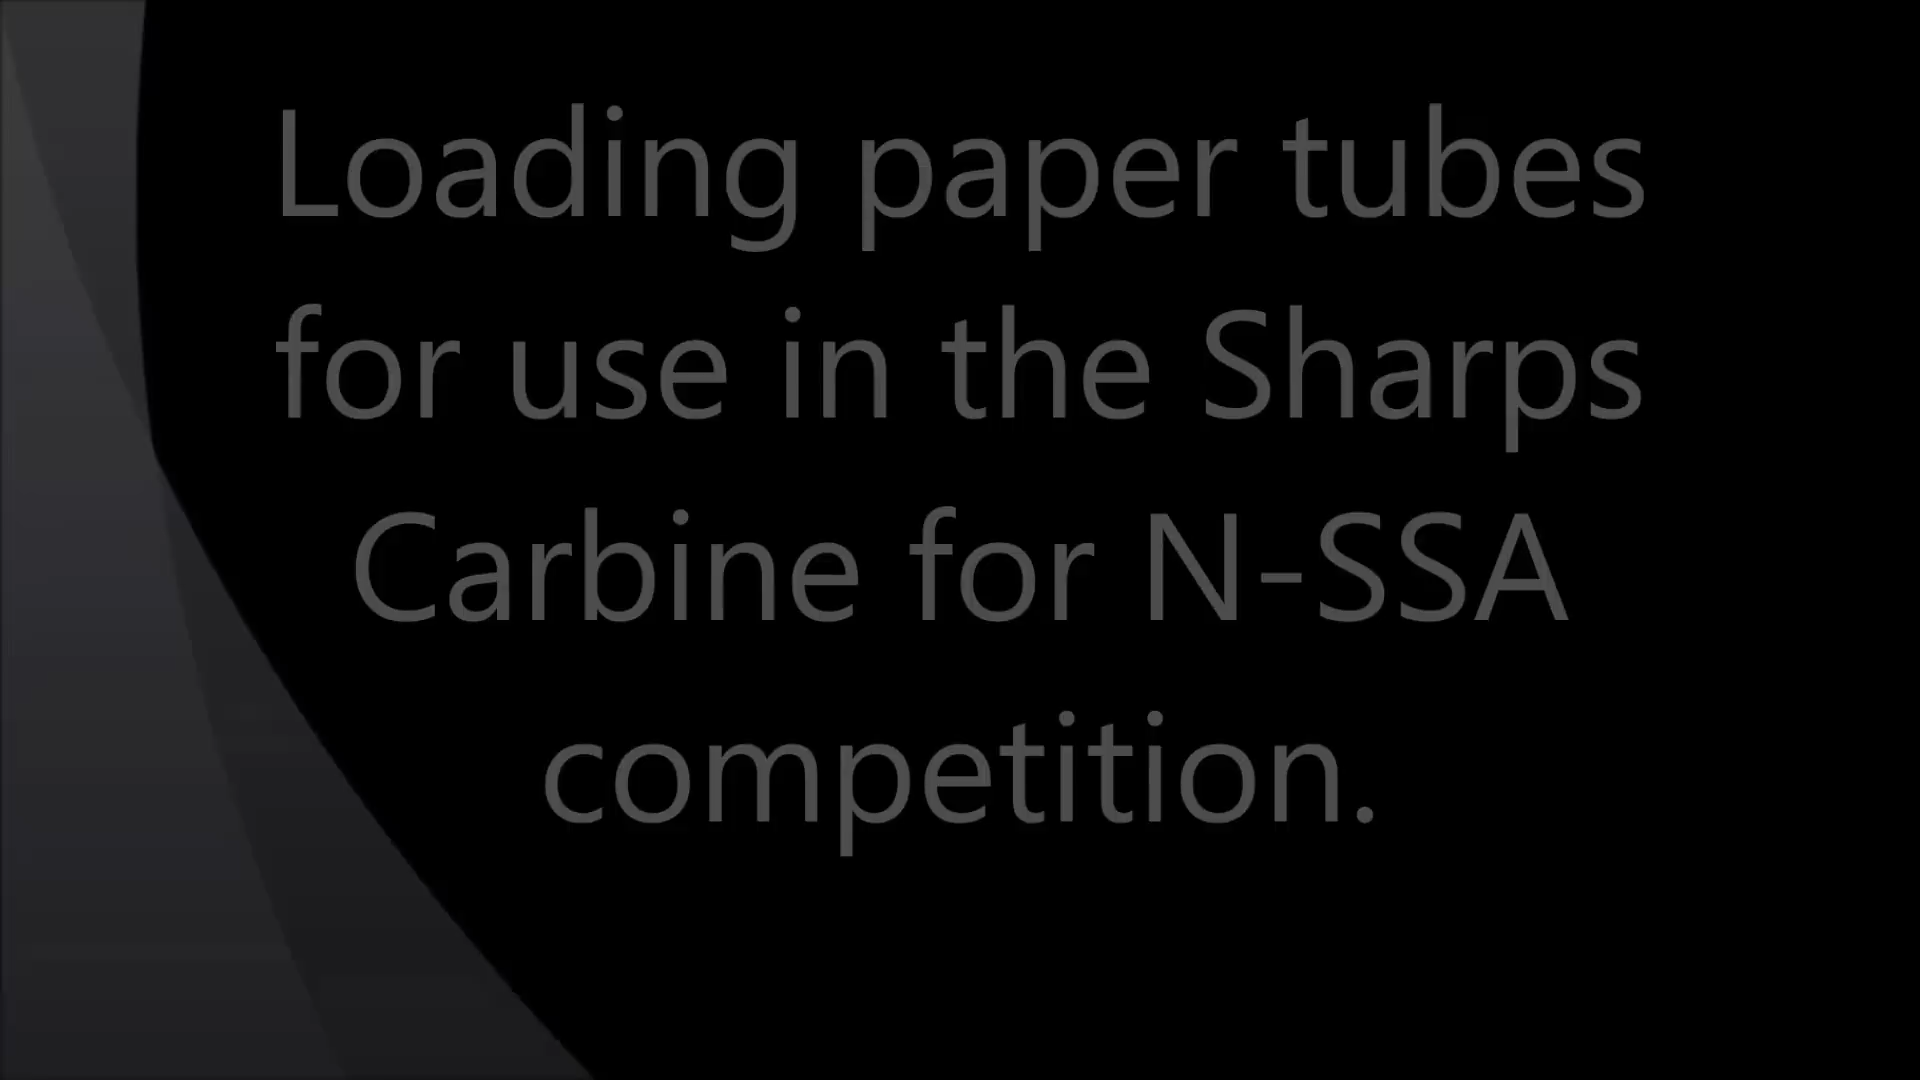 Loading paper tubes
for use in the Sharps
Carbine for N-SSA
competition.